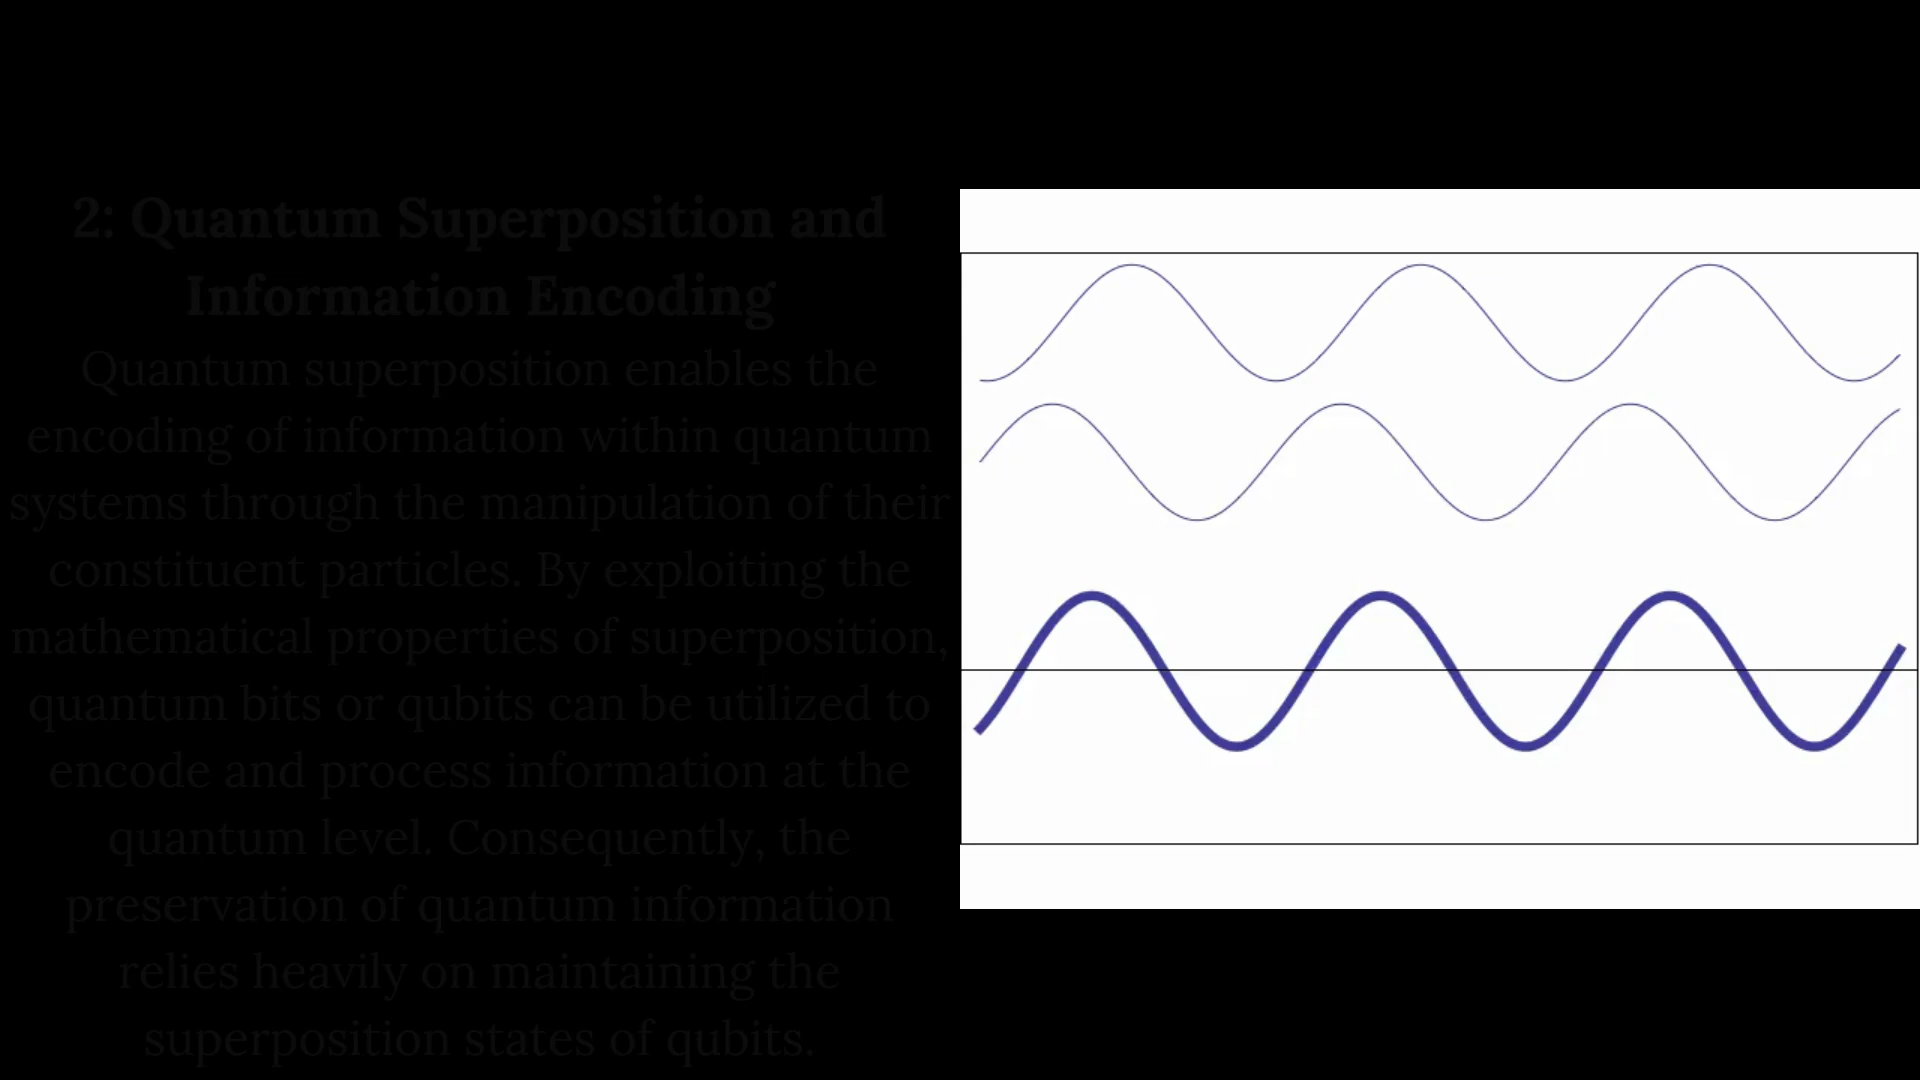 2: Quantum Superposition and
Information Encoding
Quantum superposition enables the
encoding of information within quantum
systems through the manipulation of their
constituent particles. By exploiting the
mathematical properties of superposition,
quantum bits or qubits can be utilized to
encode and process information at the
quantum level. Consequently, the
preservation of quantum information
relies heavily on maintaining the
superposition states of qubits.